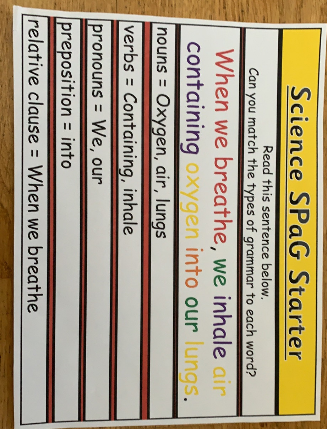 Science SPaG Starter
Read this sentence below.
Can you match the types of grammar to each word?
When we breathe, we inhale air
containing oxygen into our lungs.
nouns = Oxygen, air, lungs
verbs = Containing, inhale
pronouns = We, our
preposition = into
relative clause = When we breathe